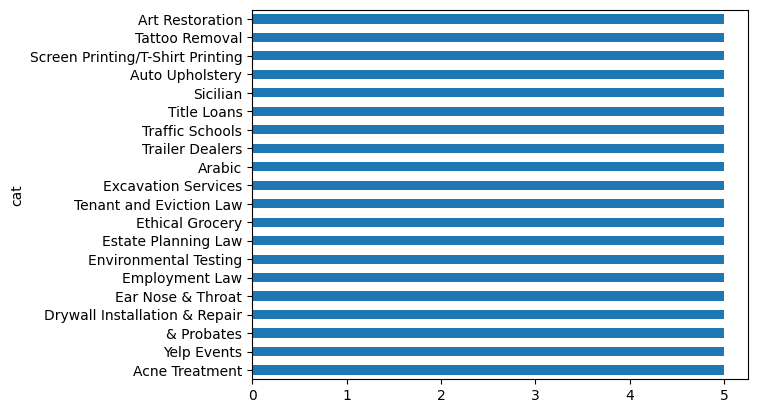 Art Restoration
Tattoo Removal
Screen Printing/T-Shirt Printing
Auto Upholstery
Sicilian
Title Loans
Traffic Schools
Trailer Dealers
Arabic
Excavation Services
Tenant and Eviction Law
Ethical Grocery
Estate Planning Law
Environmental Testing
Employment Law
Ear Nose & Throat
Drywall Installation & Repair
& Probates
Yelp Events
Acne Treatment
cat
0 1 2 3 4 5